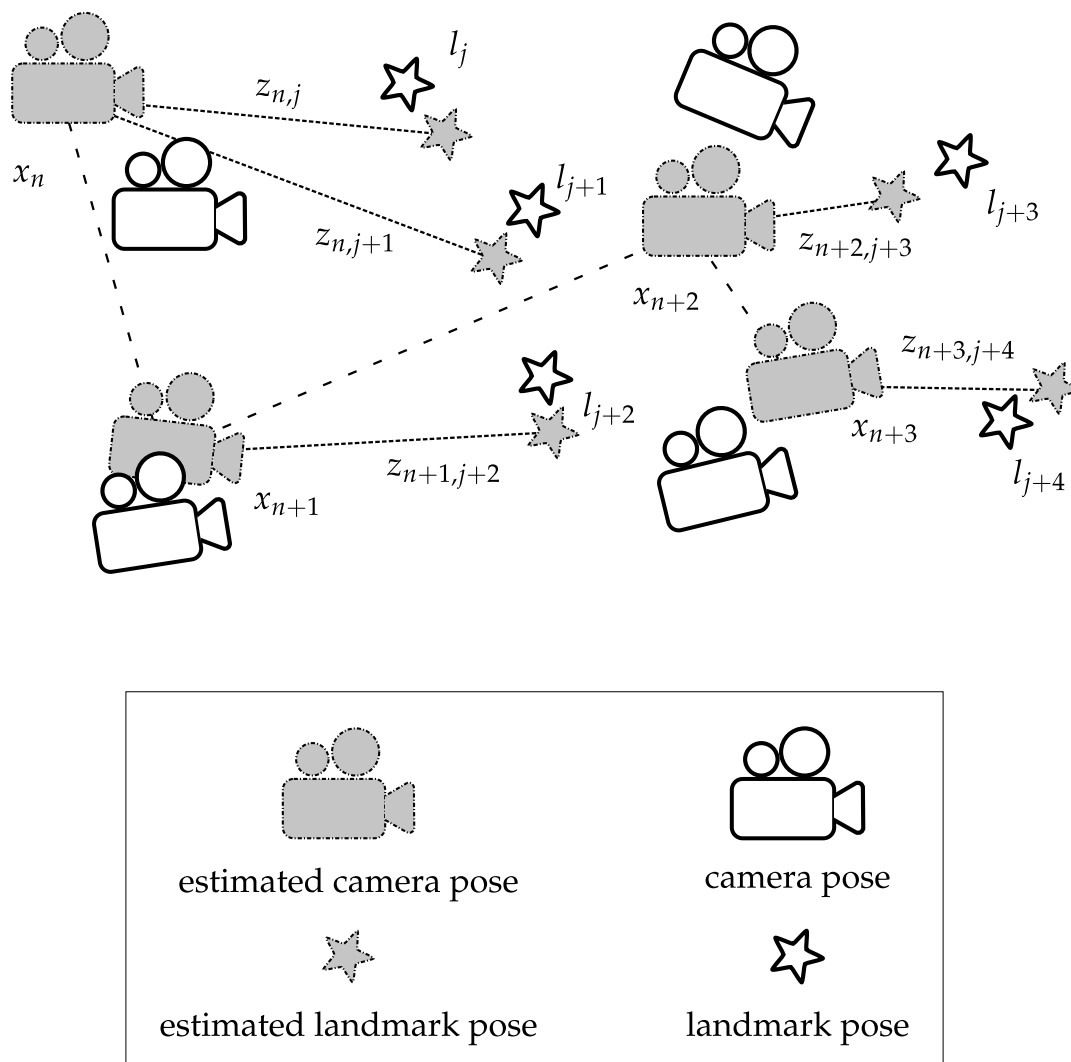 l_j
z_{n,j}
x_n
l_{j+1}
z_{n,j+1}
l_{j+3}
z_{n+2,j+3}
x_{n+2}
z_{n+3,j+4}
l_{j+2}
x_{n+3}
z_{n+1,j+2}
l_{j+4}
x_{n+1}
estimated camera pose
camera pose
estimated landmark pose
landmark pose